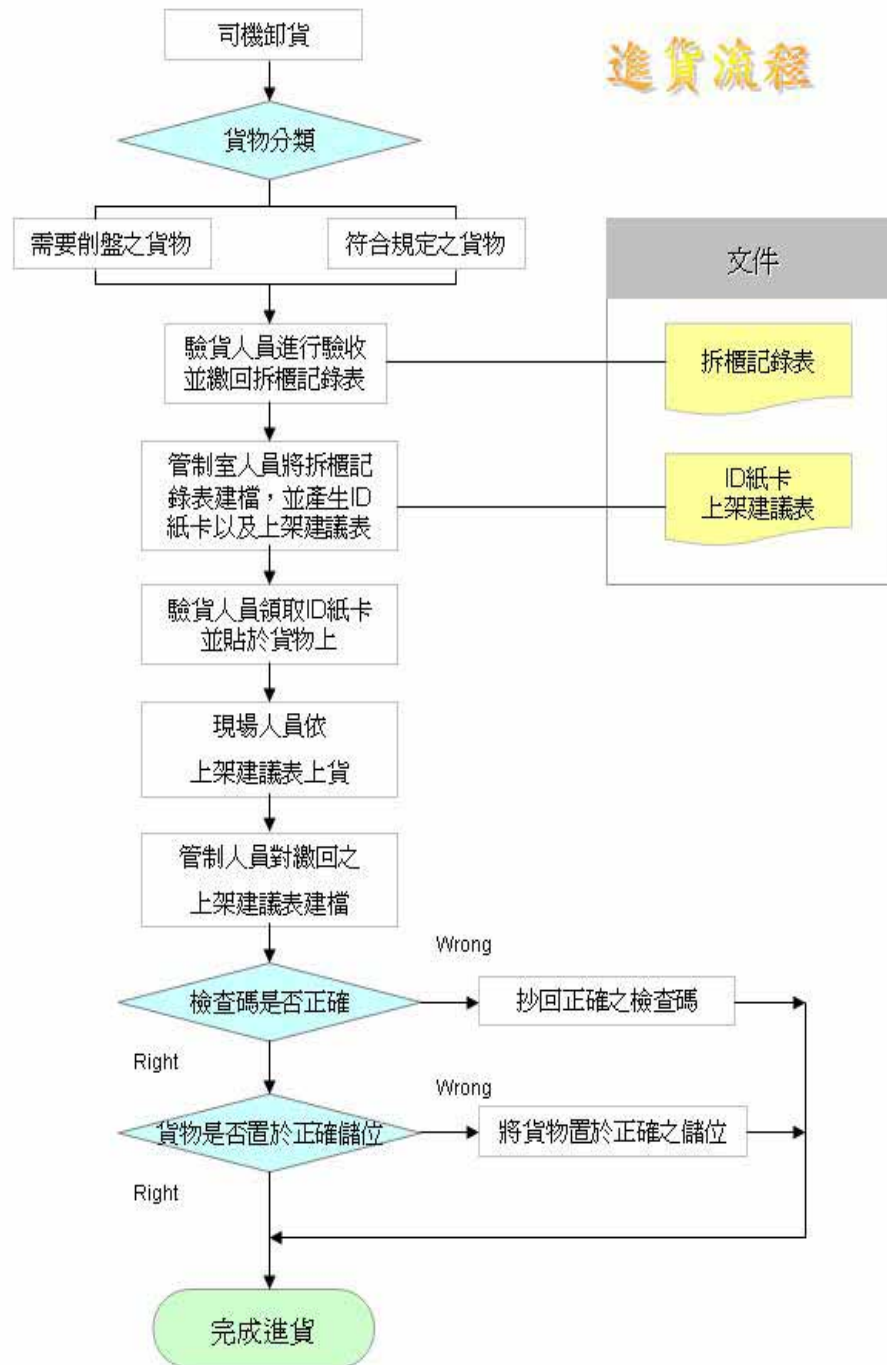 進貨流程
司機卸貨
貨物分類
需要削盤之貨物
符合規定之貨物
文件
驗貨人員進行驗收
並繳回拆櫃記錄表
拆櫃記錄表
管制室人員將拆櫃記
錄表建檔，並產生ID
紙卡以及上架建議表
ID紙卡
上架建議表
驗貨人員領取ID紙卡
並貼於貨物上
現場人員依
上架建議表上貨
管制人員對繳回之
上架建議表建檔
檢查碼是否正確
Wrong
抄回正確之檢查碼
Right
貨物是否置於正確儲位
Wrong
將貨物置於正確之儲位
Right
完成進貨